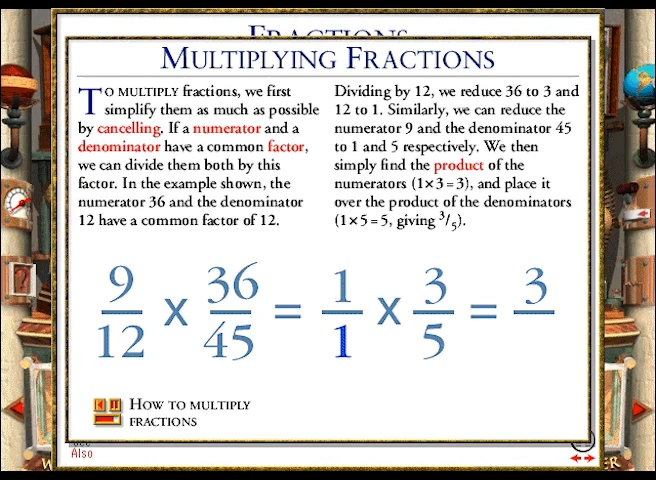 FRACTIONS
MULTIPLYING FRACTIONS
TO MULTIPLY fractions, we first
simplify them as much as possible
by cancelling. If a numerator and a
denominator have a common factor,
we can divide them both by this
factor. In the example shown, the
numerator 36 and the denominator
12 have a common factor of 12.
Dividing by 12, we reduce 36 to 3 and
12 to 1. Similarly, we can reduce the
numerator 9 and the denominator 45
to 1 and 5 respectively. We then
simply find the product of the
numerators (1×3=3), and place it
over the product of the denominators
(1×5=5, giving 3/5).
9/12 x 36/45 = 1/1 x 3/5 = 3
HOW TO MULTIPLY
FRACTIONS
Also